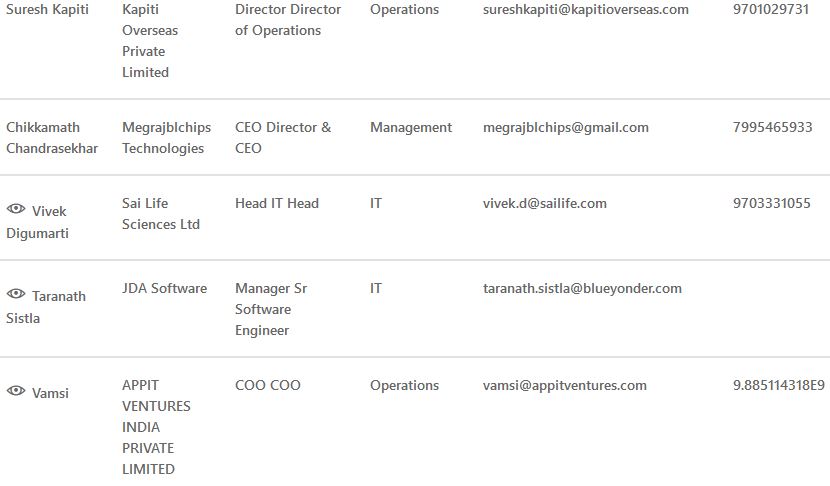 Suresh Kapiti Kapiti Director Director Operations sureshkapiti@kapitioverseas.com 9701029731
Overseas of Operations
Private
Limited
Chikkamath Megrajblchips CEO Director & Management megrajblchips@gmail.com 7995465933
Chandrasekhar Technologies CEO
Vivek Sai Life Head IT Head IT vivek.d@sailife.com 9703331055
Digumarti Sciences Ltd
Taranath JDA Software Manager Sr IT taranath.sistla@blueyonder.com
Sistla Software
Engineer
Vamsi APPIT COO COO Operations vamsi@appitventures.com 9.885114318E9
VENTURES
INDIA
PRIVATE
LIMITED